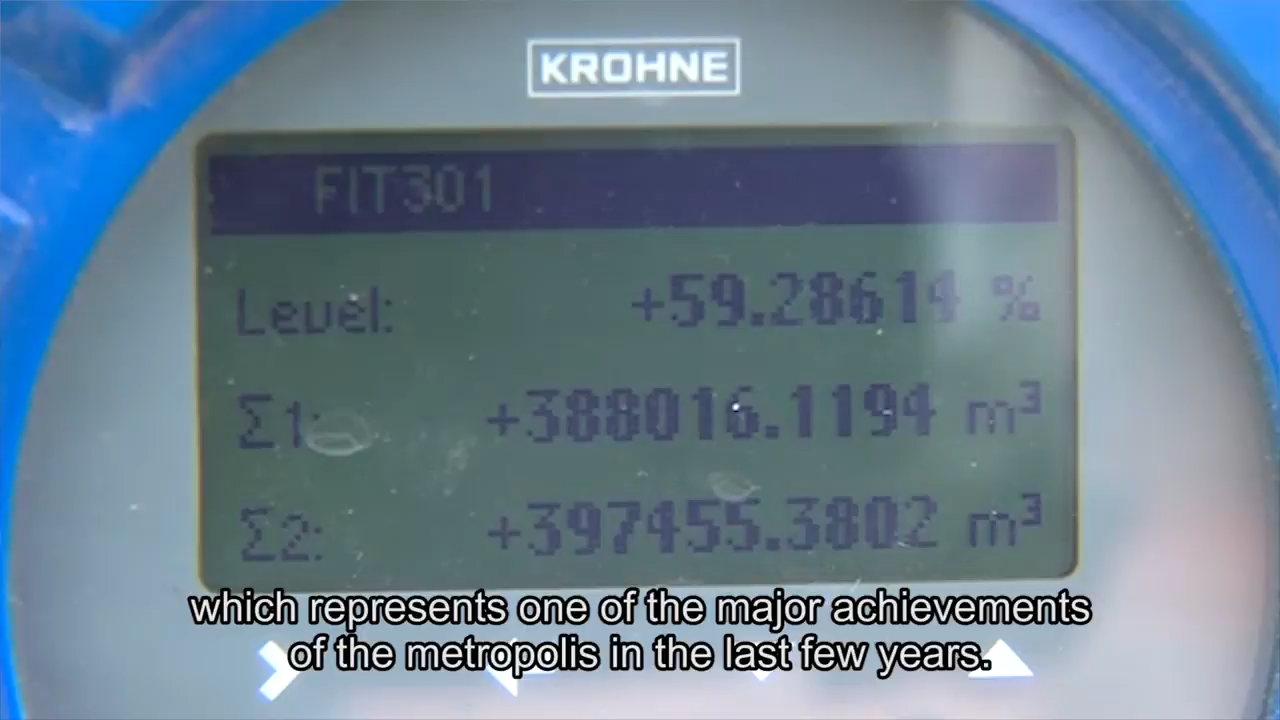 KROHNE
FIT301
Level: +59.28614 %
Σ1: +388016.1194 m³
Σ2: +397455.3802 m³
which represents one of the major achievements
of the metropolis in the last few years.